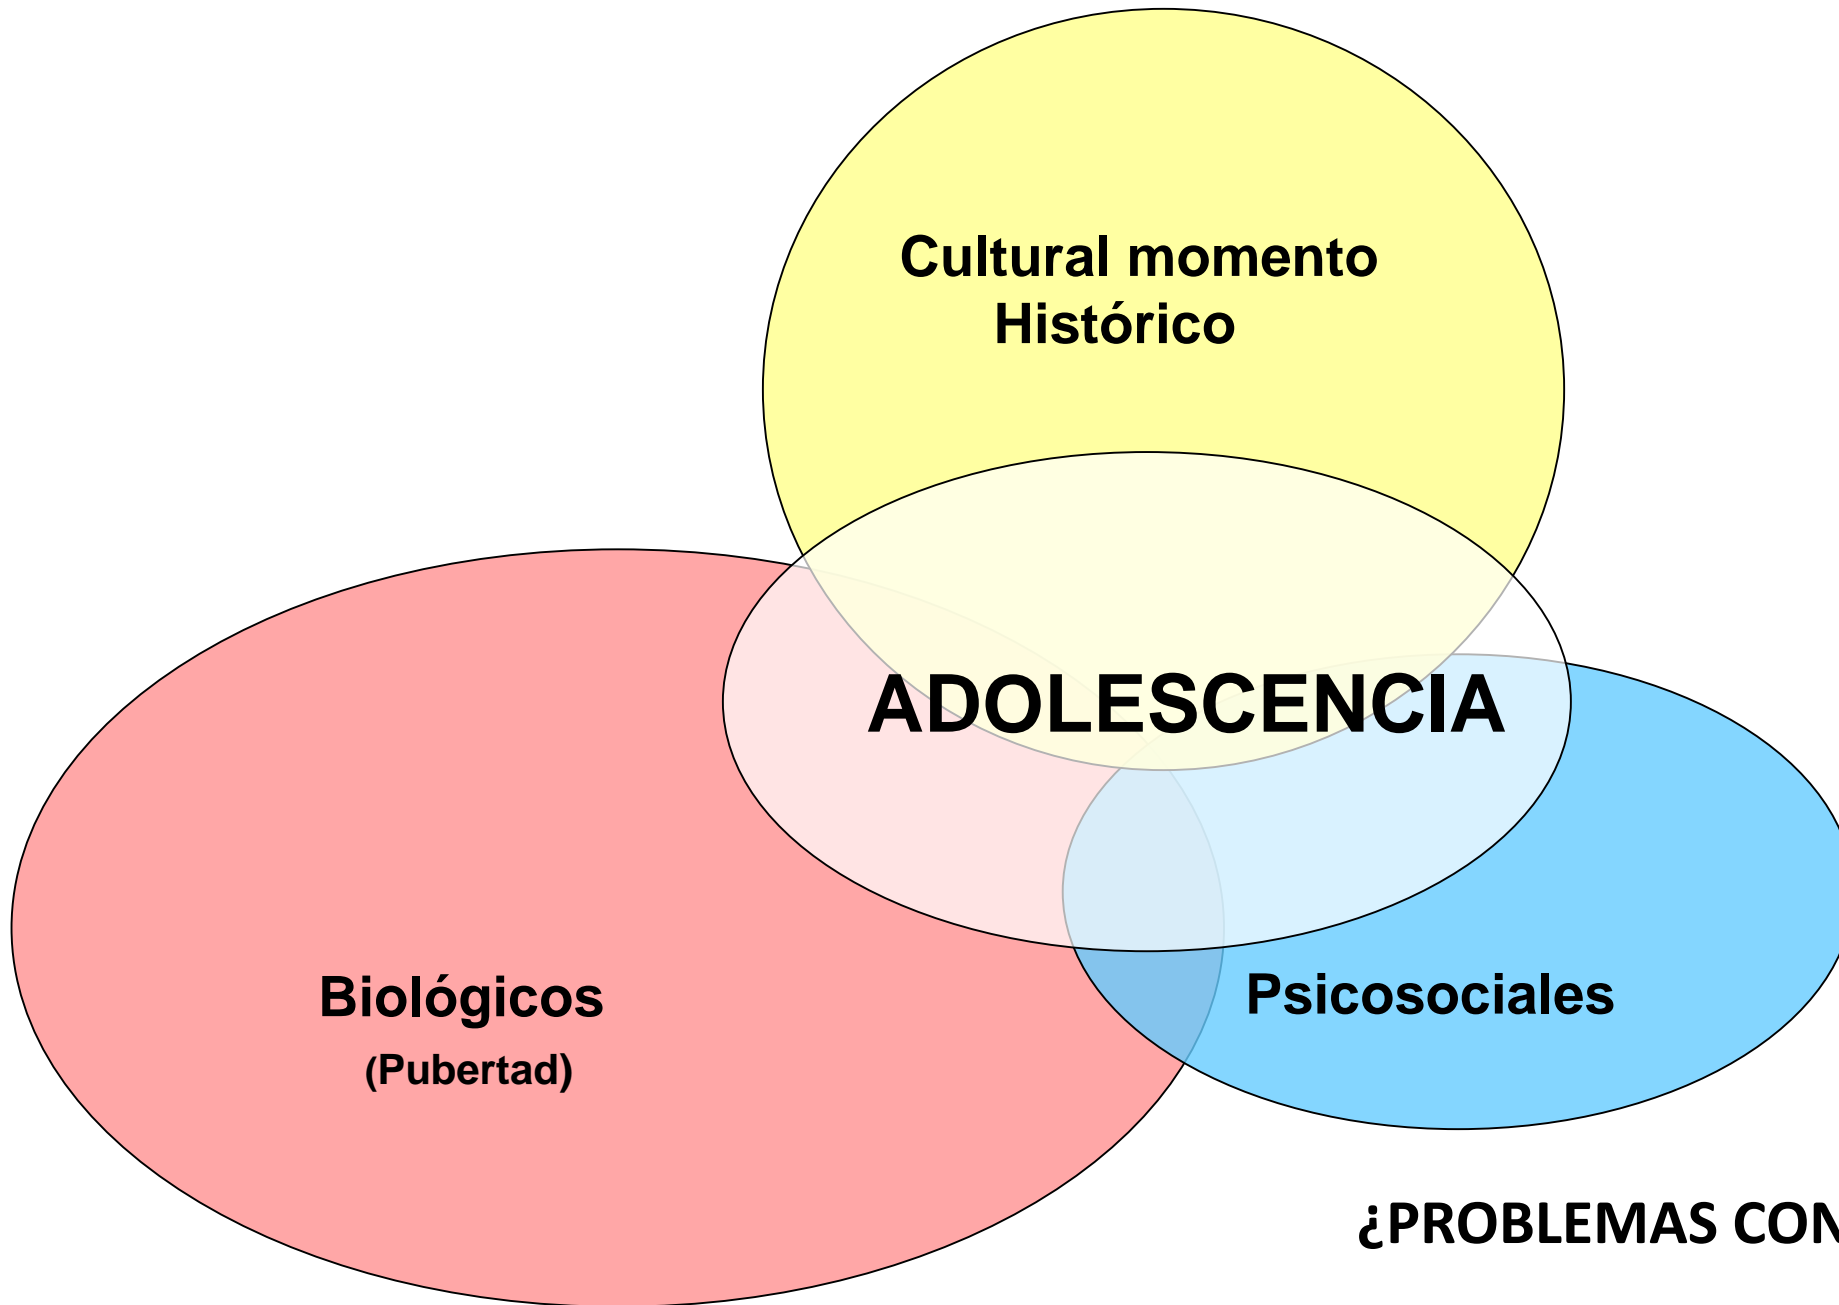 Cultural momento
Histórico
ADOLESCENCIA
Biológicos
(Pubertad)
Psicosociales
¿PROBLEMAS CON